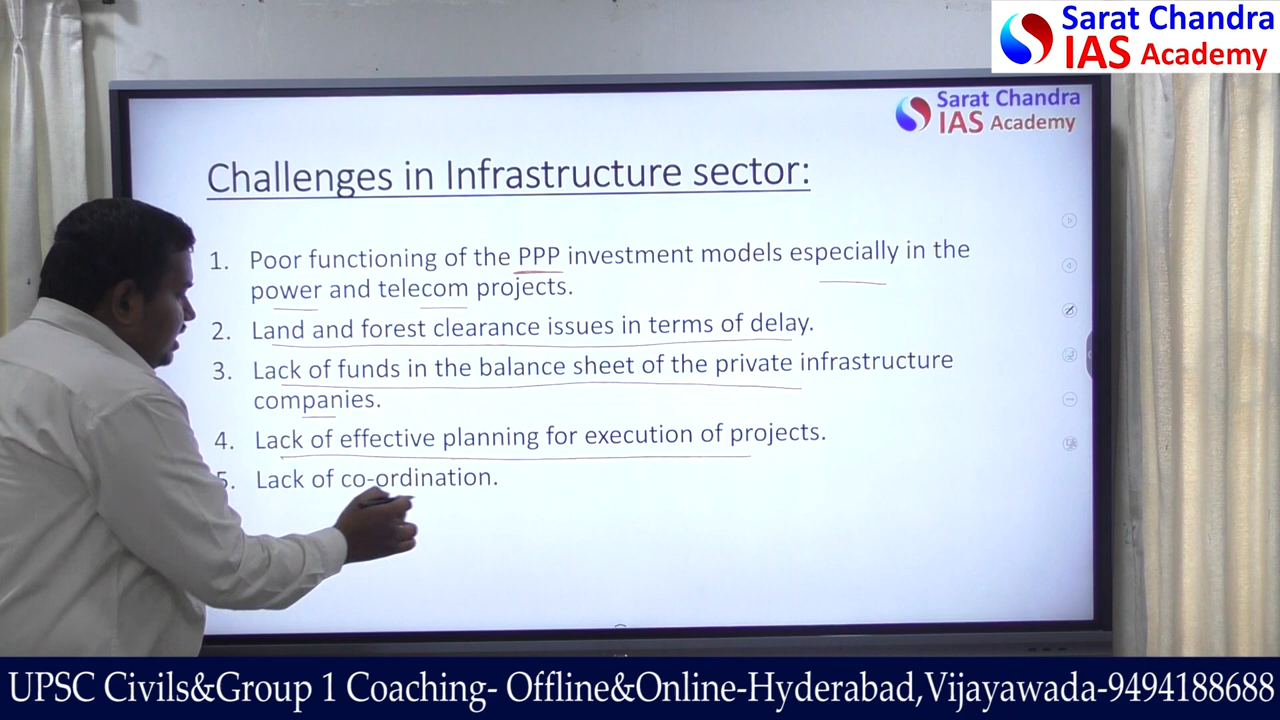 Sarat Chandra
IAS Academy
Sarat Chandra
IAS Academy
Challenges in Infrastructure sector:
1. Poor functioning of the PPP investment models especially in the
power and telecom projects.
2. Land and forest clearance issues in terms of delay.
3. Lack of funds in the balance sheet of the private infrastructure
companies.
4. Lack of effective planning for execution of projects.
5. Lack of co-ordination.
UPSC Civils&Group 1 Coaching- Offline&Online-Hyderabad,Vijayawada-9494188688